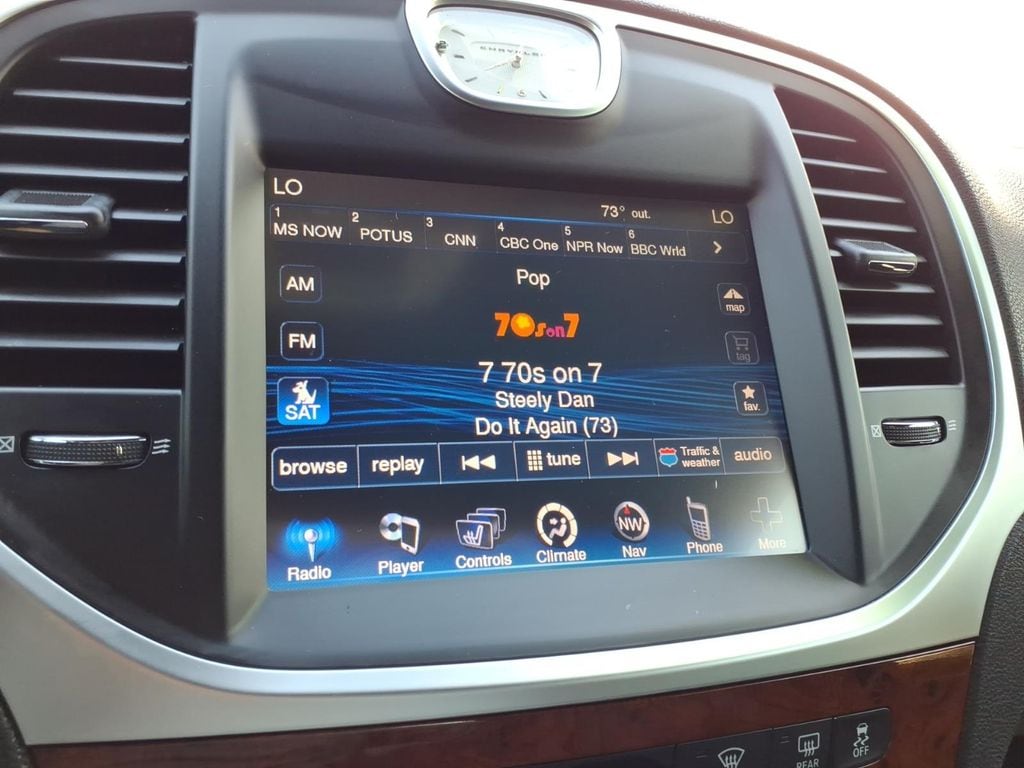 CHRYSLER
LO
73° out.
LO
1 MS NOW
2 POTUS
3 CNN
4 CBC One
5 NPR Now
6 BBC Wrld
Pop
AM
map
70s on 7
FM
tag
7 70s on 7
SAT
Steely Dan
fav.
Do It Again (73)
browse
replay
tune
Traffic &
weather
audio
NW
Radio
Player
Controls
Climate
Nav
Phone
More
REAR
OFF